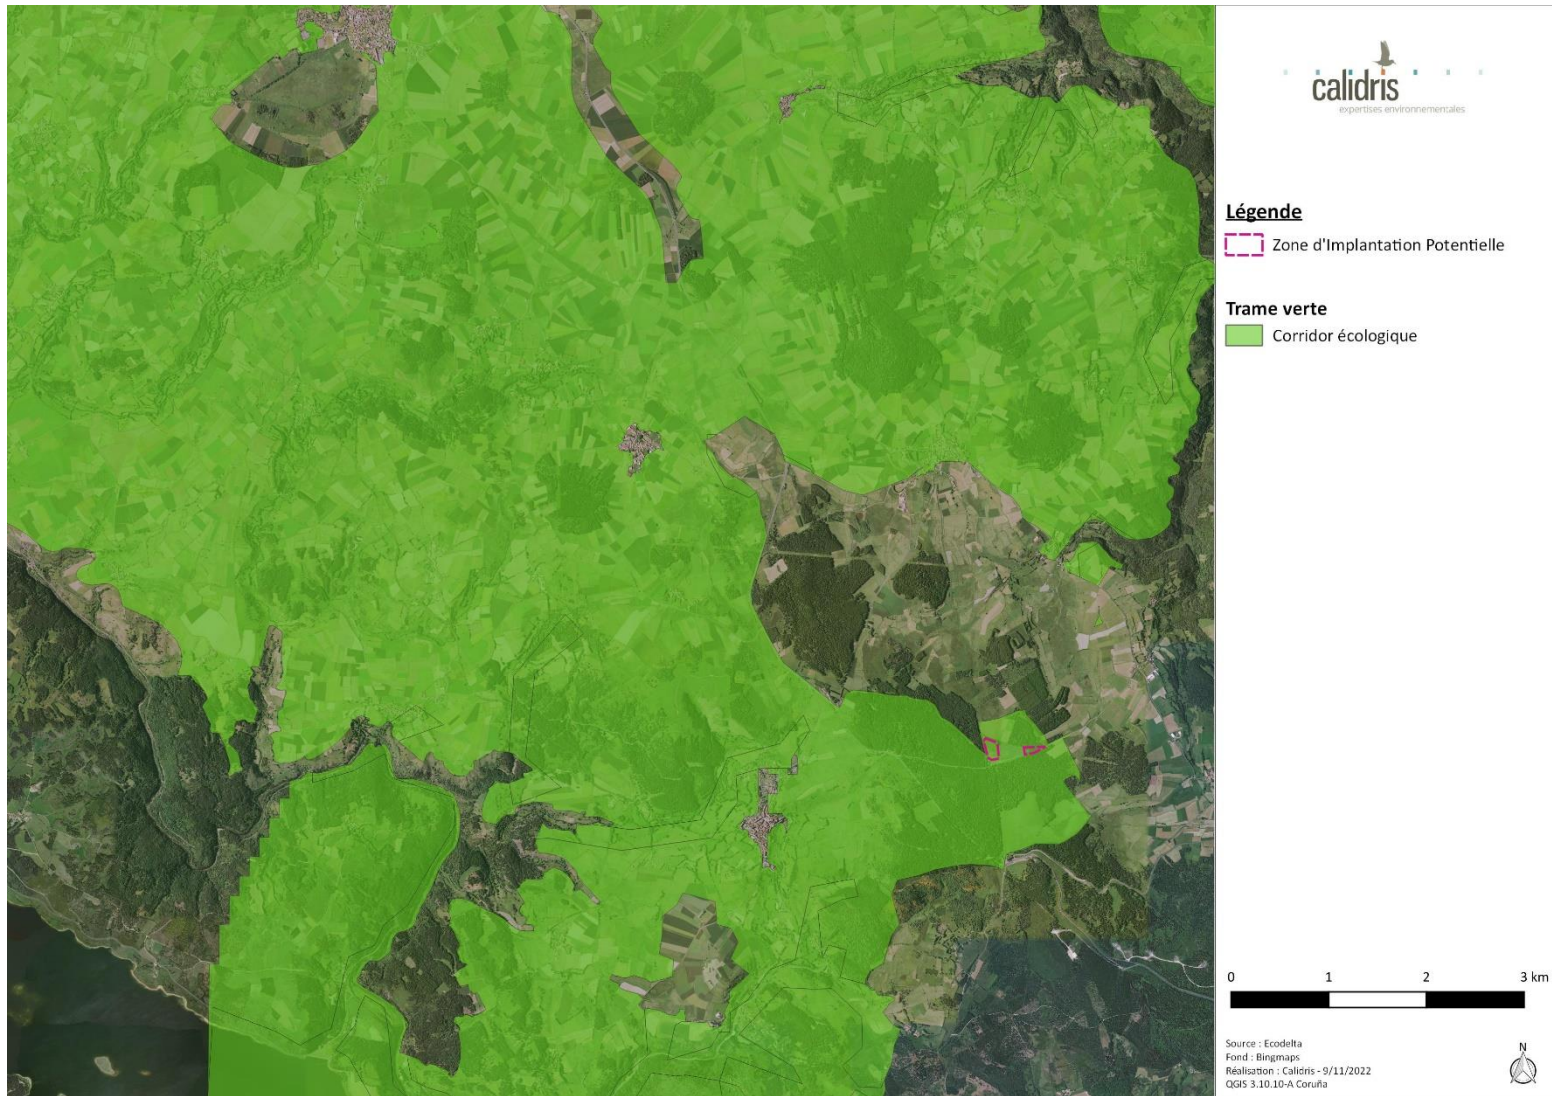 calidris
expertises environnementales
Légende
Zone d'Implantation Potentielle
Trame verte
Corridor écologique
0 1 2 3 km
Source : Ecodelta
Fond : Bingmaps
Réalisation : Calidris - 9/11/2022
QGIS 3.10.10-A Coruña
N